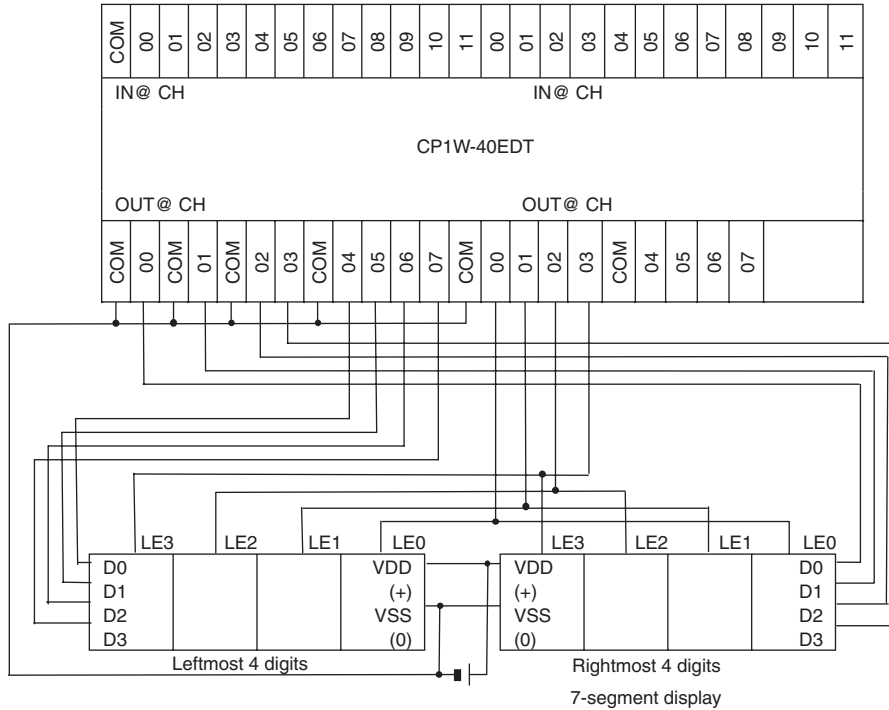 COM 00 01 02 03 04 05 06 07 08 09 10 11 00 01 02 03 04 05 06 07 08 09 10 11
IN@ CH IN@ CH
CP1W-40EDT
OUT@ CH OUT@ CH
COM 00 COM 01 COM 02 03 COM 04 05 06 07 COM 00 01 02 03 COM 04 05 06 07
LE3 LE2 LE1 LE0 LE3 LE2 LE1 LE0
D0 VDD VDD D0
D1 (+) (+) D1
D2 VSS VSS D2
D3 (0) (0) D3
Leftmost 4 digits Rightmost 4 digits
7-segment display